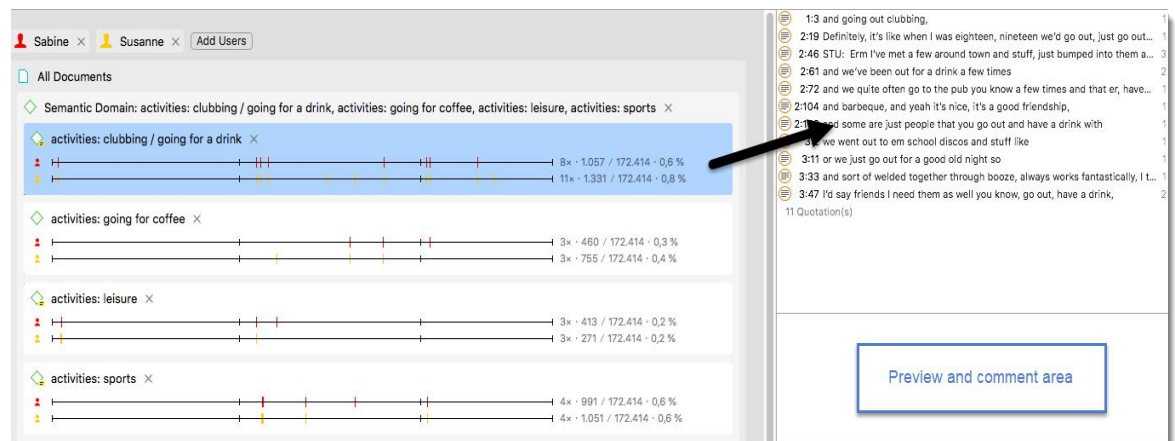 Sabine × Susanne × Add Users
All Documents
Semantic Domain: activities: clubbing / going for a drink, activities: going for coffee, activities: leisure, activities: sports ×
activities: clubbing / going for a drink ×
8× · 1.057 / 172.414 · 0,6 %
11× · 1.331 / 172.414 · 0,8 %
activities: going for coffee ×
3× · 460 / 172.414 · 0,3 %
3× · 755 / 172.414 · 0,4 %
activities: leisure ×
3× · 413 / 172.414 · 0,2 %
3× · 271 / 172.414 · 0,2 %
activities: sports ×
4× · 991 / 172.414 · 0,6 %
4× · 1.051 / 172.414 · 0,6 %
1:3 and going out clubbing, 1
2:19 Definitely, it's like when I was eighteen, nineteen we'd go out, just go out... 1
2:46 STU: Erm I've met a few around town and stuff, just bumped into them a... 3
2:61 and we've been out for a drink a few times 2
2:72 and we quite often go to the pub you know a few times and that er, have... 1
2:104 and barbeque, and yeah it's nice, it's a good friendship, 1
and some are just people that you go out and have a drink with 1
we went out to em school discos and stuff like 1
3:11 or we just go out for a good old night so 1
3:33 and sort of welded together through booze, always works fantastically, I t... 1
3:47 I'd say friends I need them as well you know, go out, have a drink, 2
11 Quotation(s)
Preview and comment area